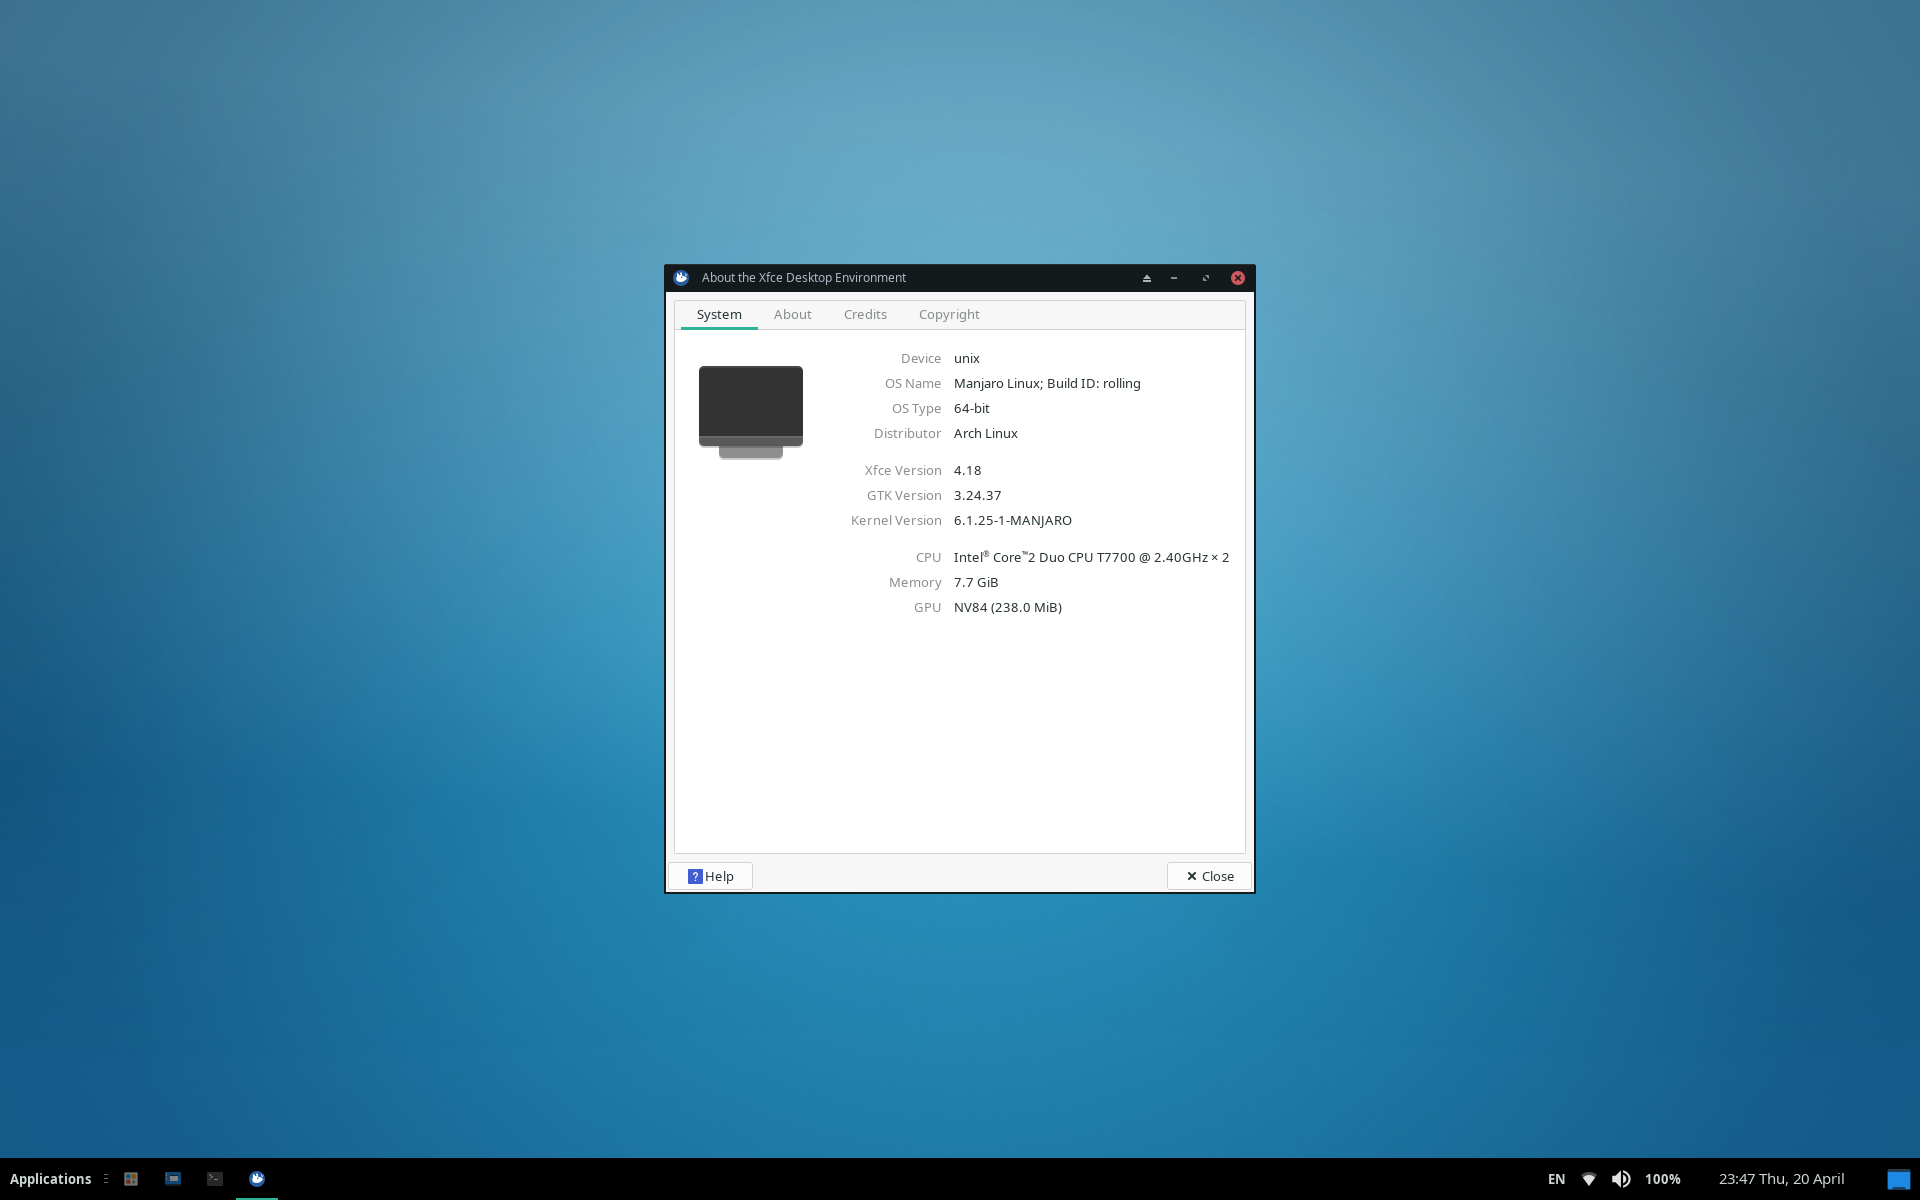 About the Xfce Desktop Environment
System About Credits Copyright
Device unix
OS Name Manjaro Linux; Build ID: rolling
OS Type 64-bit
Distributor Arch Linux
Xfce Version 4.18
GTK Version 3.24.37
Kernel Version 6.1.25-1-MANJARO
CPU Intel® Core™2 Duo CPU T7700 @ 2.40GHz × 2
Memory 7.7 GiB
GPU NV84 (238.0 MiB)
? Help Close
Applications EN 100% 23:47 Thu, 20 April